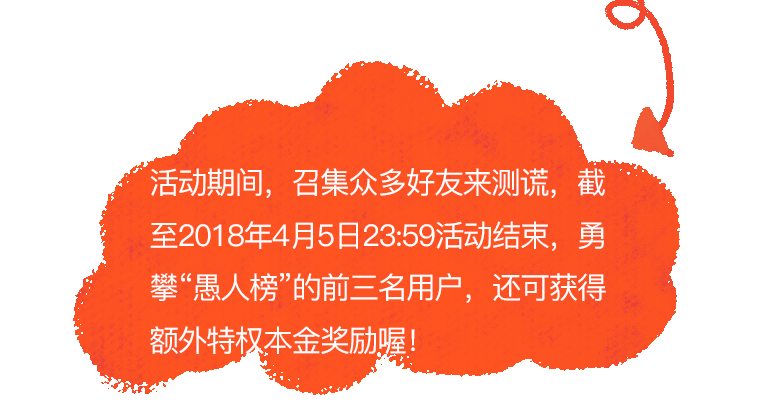 活动期间，召集众多好友来测谎，截
至2018年4月5日23:59活动结束，勇
攀“愚人榜”的前三名用户，还可获得
额外特权本金奖励喔！